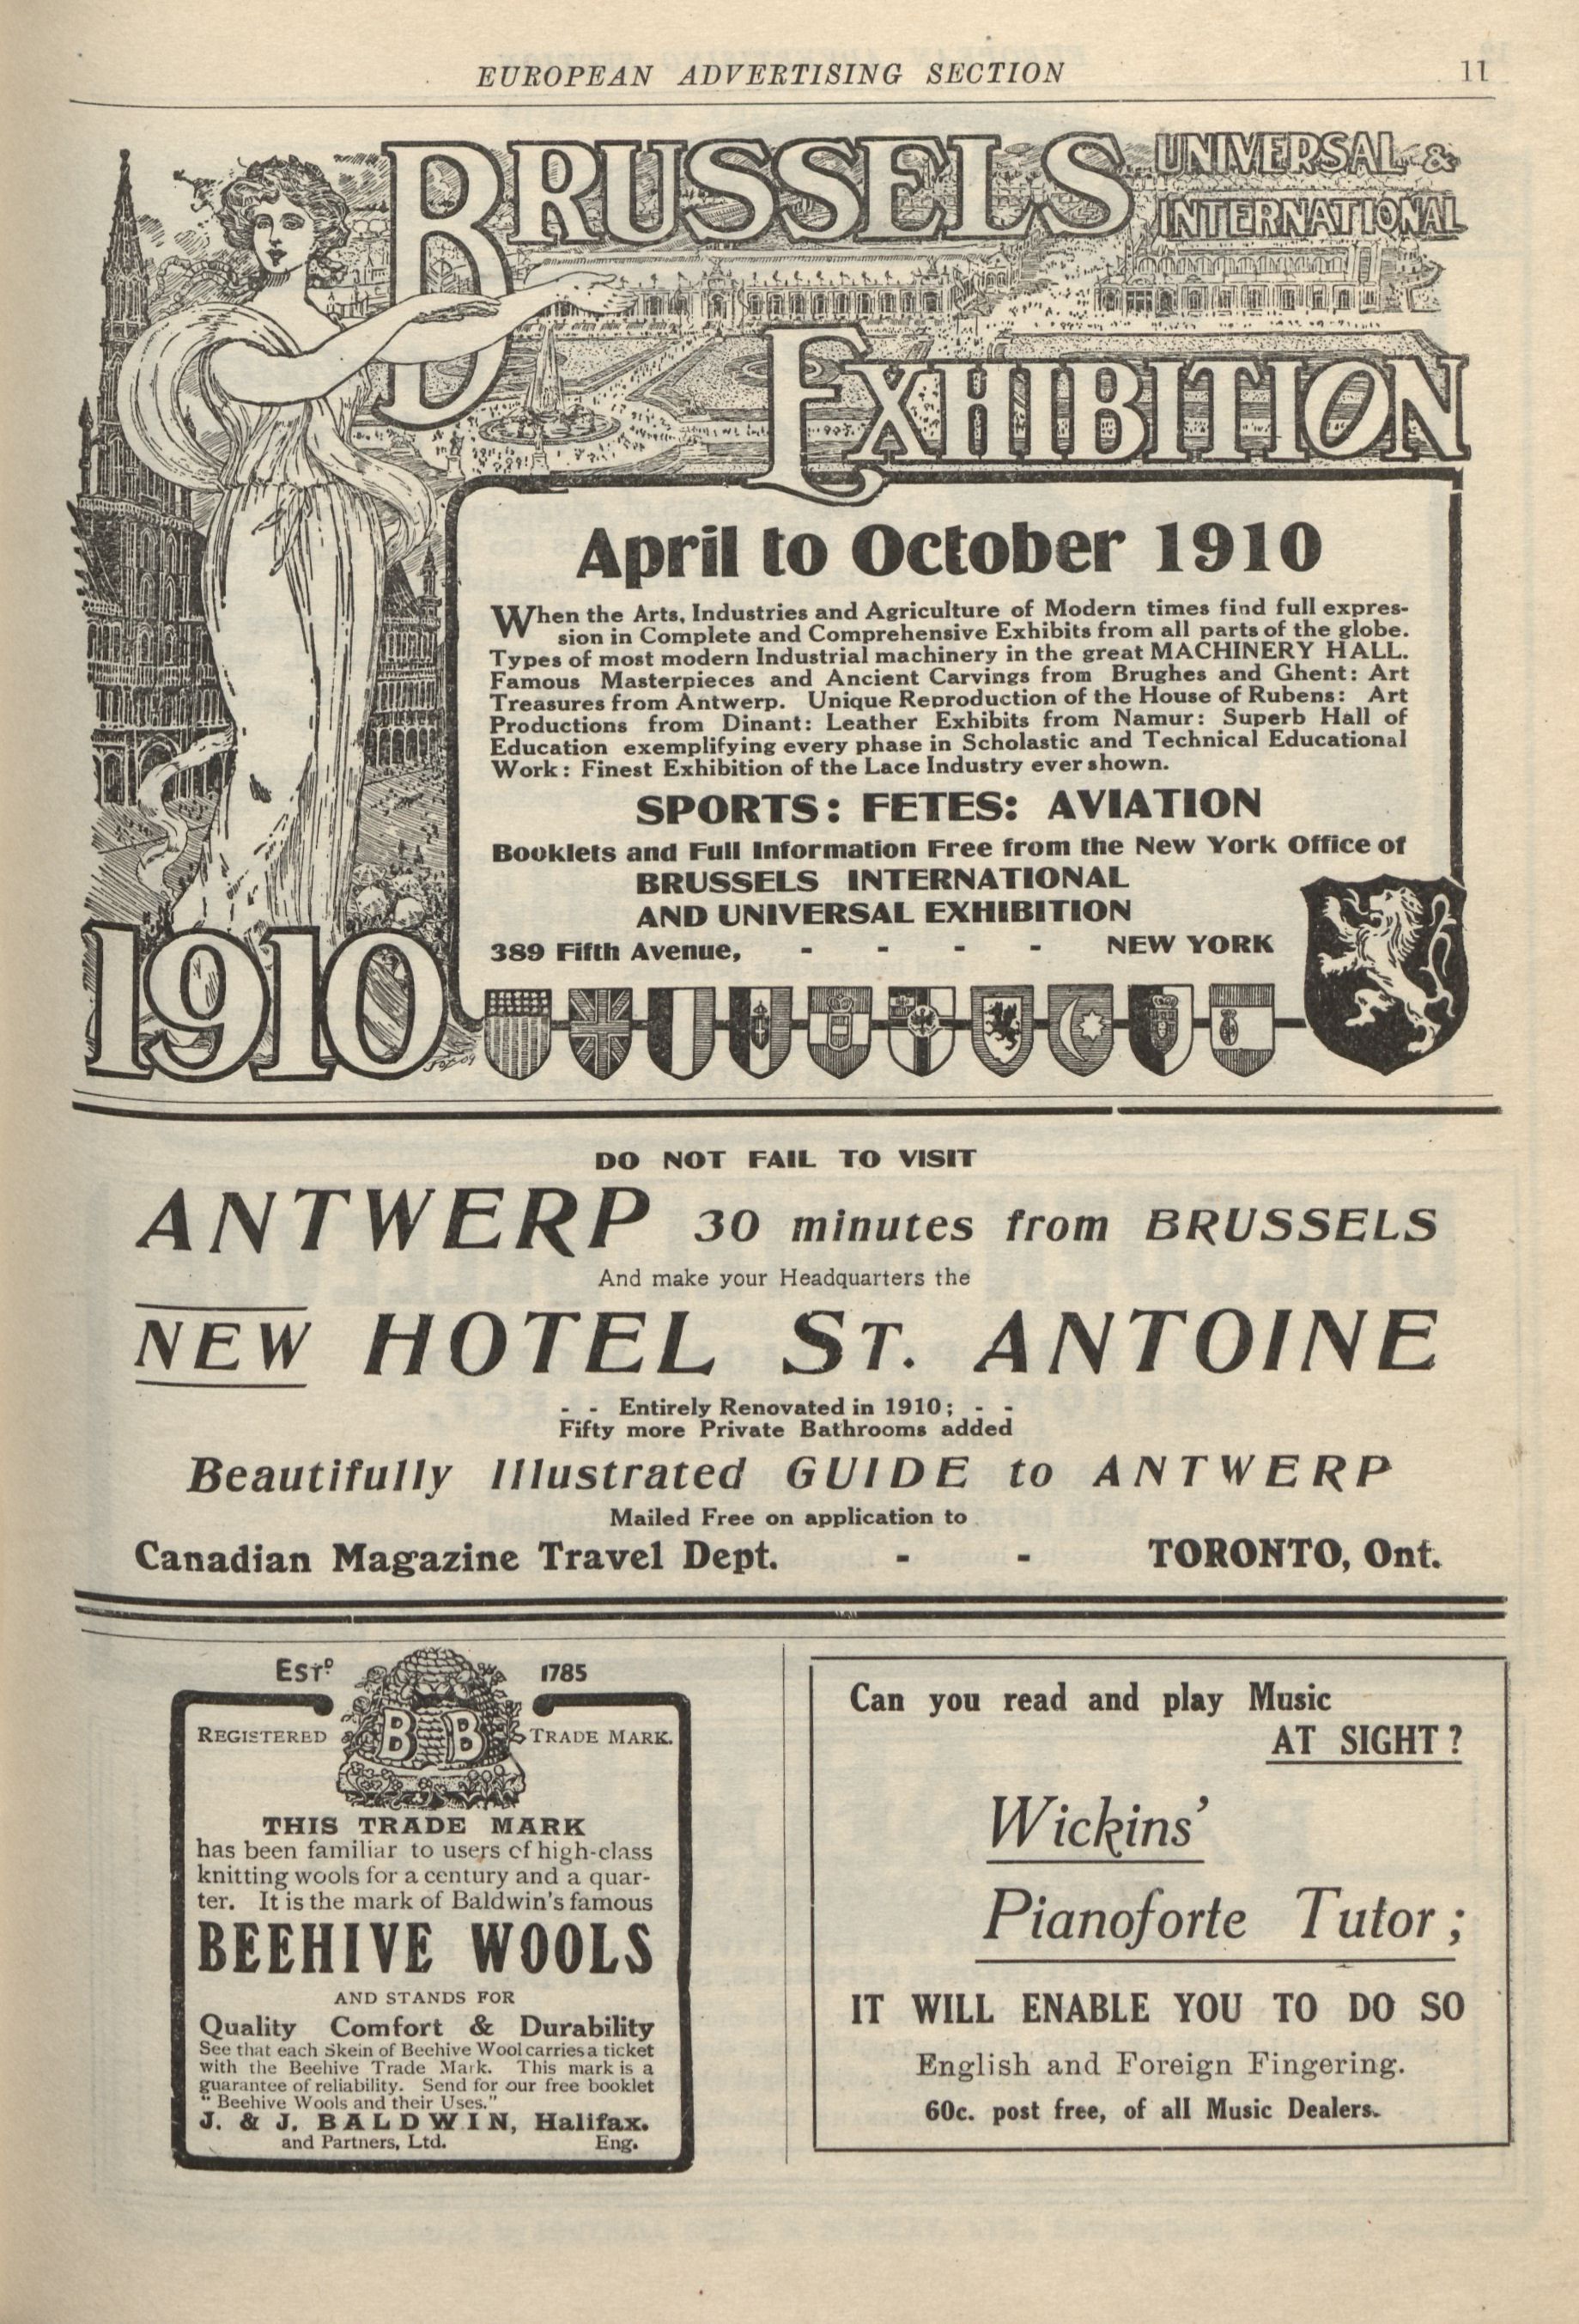 EUROPEAN ADVERTISING SECTION 11
BRUSSELS UNIVERSAL &
INTERNATIONAL
EXHIBITION
April to October 1910
When the Arts, Industries and Agriculture of Modern times find full expres-
sion in Complete and Comprehensive Exhibits from all parts of the globe.
Types of most modern Industrial machinery in the great MACHINERY HALL.
Famous Masterpieces and Ancient Carvings from Brughes and Ghent: Art
Treasures from Antwerp. Unique Reproduction of the House of Rubens: Art
Productions from Dinant: Leather Exhibits from Namur: Superb Hall of
Education exemplifying every phase in Scholastic and Technical Educational
Work: Finest Exhibition of the Lace Industry ever shown.
SPORTS: FETES: AVIATION
Booklets and Full Information Free from the New York Office of
BRUSSELS INTERNATIONAL
AND UNIVERSAL EXHIBITION
389 Fifth Avenue, - - - - NEW YORK
1910
DO NOT FAIL TO VISIT
ANTWERP 30 minutes from BRUSSELS
And make your Headquarters the
NEW HOTEL ST. ANTOINE
- - Entirely Renovated in 1910; - -
Fifty more Private Bathrooms added
Beautifully Illustrated GUIDE to ANTWERP
Mailed Free on application to
Canadian Magazine Travel Dept. - - TORONTO, Ont.
ESTD 1785
REGISTERED BB TRADE MARK.
THIS TRADE MARK
has been familiar to users of high-class
knitting wools for a century and a quar-
ter. It is the mark of Baldwin's famous
BEEHIVE WOOLS
AND STANDS FOR
Quality Comfort & Durability
See that each Skein of Beehive Wool carries a ticket
with the Beehive Trade Mark. This mark is a
guarantee of reliability. Send for our free booklet
"Beehive Wools and their Uses."
J. & J. BALDWIN, Halifax.
and Partners, Ltd. Eng.
Can you read and play Music
AT SIGHT?
Wickins'
Pianoforte Tutor;
IT WILL ENABLE YOU TO DO SO
English and Foreign Fingering.
60c. post free, of all Music Dealers.